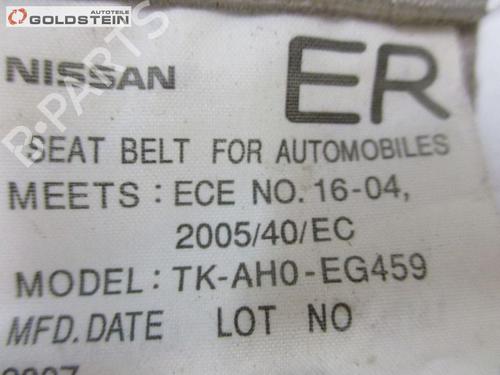 AUTOTEILE
GOLDSTEIN
B-PARTS
NISSAN
ER
SEAT BELT FOR AUTOMOBILES
MEETS: ECE NO. 16-04,
2005/40/EC
MODEL: TK-AH0-EG459
MFD.DATE LOT NO